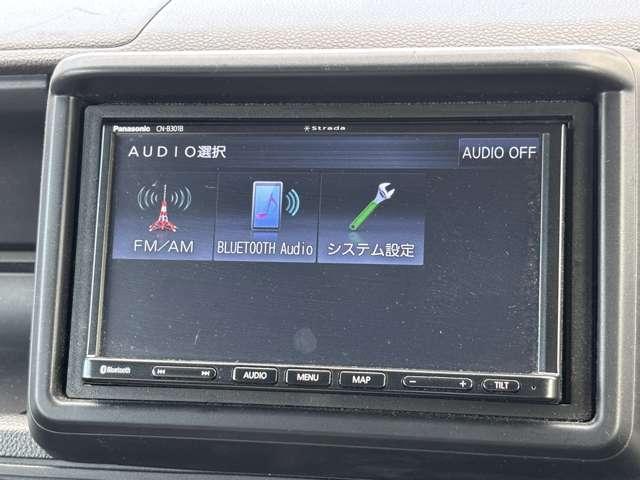 Panasonic CN-B301B Strada
AUDIO選択 AUDIO OFF
FM/AM BLUETOOTH Audio システム設定
Bluetooth AUDIO MENU MAP − + TILT